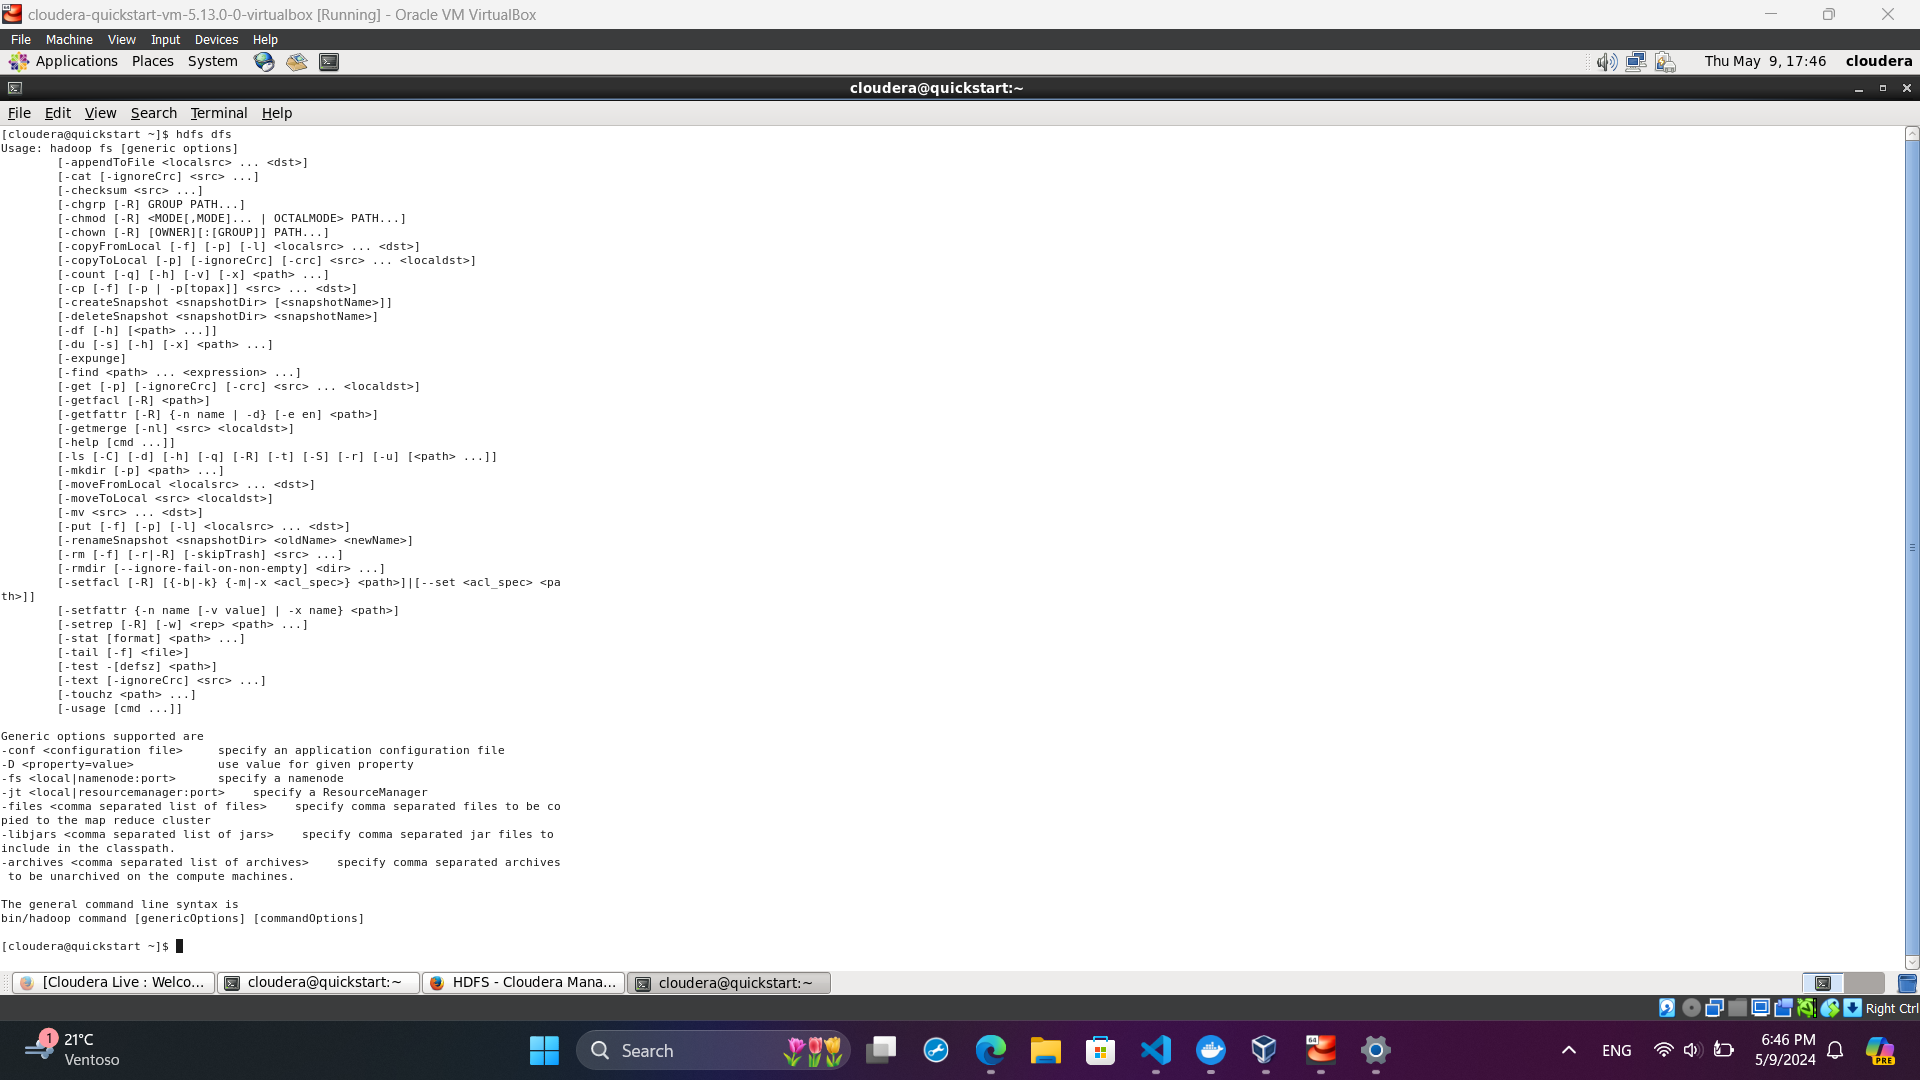 cloudera-quickstart-vm-5.13.0-0-virtualbox [Running] - Oracle VM VirtualBox
File Machine View Input Devices Help
Applications Places System Thu May 9, 17:46 cloudera
cloudera@quickstart:~
File Edit View Search Terminal Help
[cloudera@quickstart ~]$ hdfs dfs
Usage: hadoop fs [generic options]
[-appendToFile <localsrc> ... <dst>]
[-cat [-ignoreCrc] <src> ...]
[-checksum <src> ...]
[-chgrp [-R] GROUP PATH...]
[-chmod [-R] <MODE[,MODE]... | OCTALMODE> PATH...]
[-chown [-R] [OWNER][:[GROUP]] PATH...]
[-copyFromLocal [-f] [-p] [-l] <localsrc> ... <dst>]
[-copyToLocal [-p] [-ignoreCrc] [-crc] <src> ... <localdst>]
[-count [-q] [-h] [-v] [-x] <path> ...]
[-cp [-f] [-p | -p[topax]] <src> ... <dst>]
[-createSnapshot <snapshotDir> [<snapshotName>]]
[-deleteSnapshot <snapshotDir> <snapshotName>]
[-df [-h] [<path> ...]]
[-du [-s] [-h] [-x] <path> ...]
[-expunge]
[-find <path> ... <expression> ...]
[-get [-p] [-ignoreCrc] [-crc] <src> ... <localdst>]
[-getfacl [-R] <path>]
[-getfattr [-R] {-n name | -d} [-e en] <path>]
[-getmerge [-nl] <src> <localdst>]
[-help [cmd ...]]
[-ls [-C] [-d] [-h] [-q] [-R] [-t] [-S] [-r] [-u] [<path> ...]]
[-mkdir [-p] <path> ...]
[-moveFromLocal <localsrc> ... <dst>]
[-moveToLocal <src> <localdst>]
[-mv <src> ... <dst>]
[-put [-f] [-p] [-l] <localsrc> ... <dst>]
[-renameSnapshot <snapshotDir> <oldName> <newName>]
[-rm [-f] [-r|-R] [-skipTrash] <src> ...]
[-rmdir [--ignore-fail-on-non-empty] <dir> ...]
[-setfacl [-R] [{-b|-k} {-m|-x <acl_spec>} <path>]|[--set <acl_spec> <pa
th>]]
[-setfattr {-n name [-v value] | -x name} <path>]
[-setrep [-R] [-w] <rep> <path> ...]
[-stat [format] <path> ...]
[-tail [-f] <file>]
[-test -[defsz] <path>]
[-text [-ignoreCrc] <src> ...]
[-touchz <path> ...]
[-usage [cmd ...]]
Generic options supported are
-conf <configuration file> specify an application configuration file
-D <property=value> use value for given property
-fs <local|namenode:port> specify a namenode
-jt <local|resourcemanager:port> specify a ResourceManager
-files <comma separated list of files> specify comma separated files to be co
pied to the map reduce cluster
-libjars <comma separated list of jars> specify comma separated jar files to
include in the classpath.
-archives <comma separated list of archives> specify comma separated archives
to be unarchived on the compute machines.
The general command line syntax is
bin/hadoop command [genericOptions] [commandOptions]
[cloudera@quickstart ~]$
[Cloudera Live : Welco... cloudera@quickstart:~ HDFS - Cloudera Mana... cloudera@quickstart:~
Right Ctrl
1 21°C
Ventoso
Search
64
ENG
6:46 PM
5/9/2024
PRE